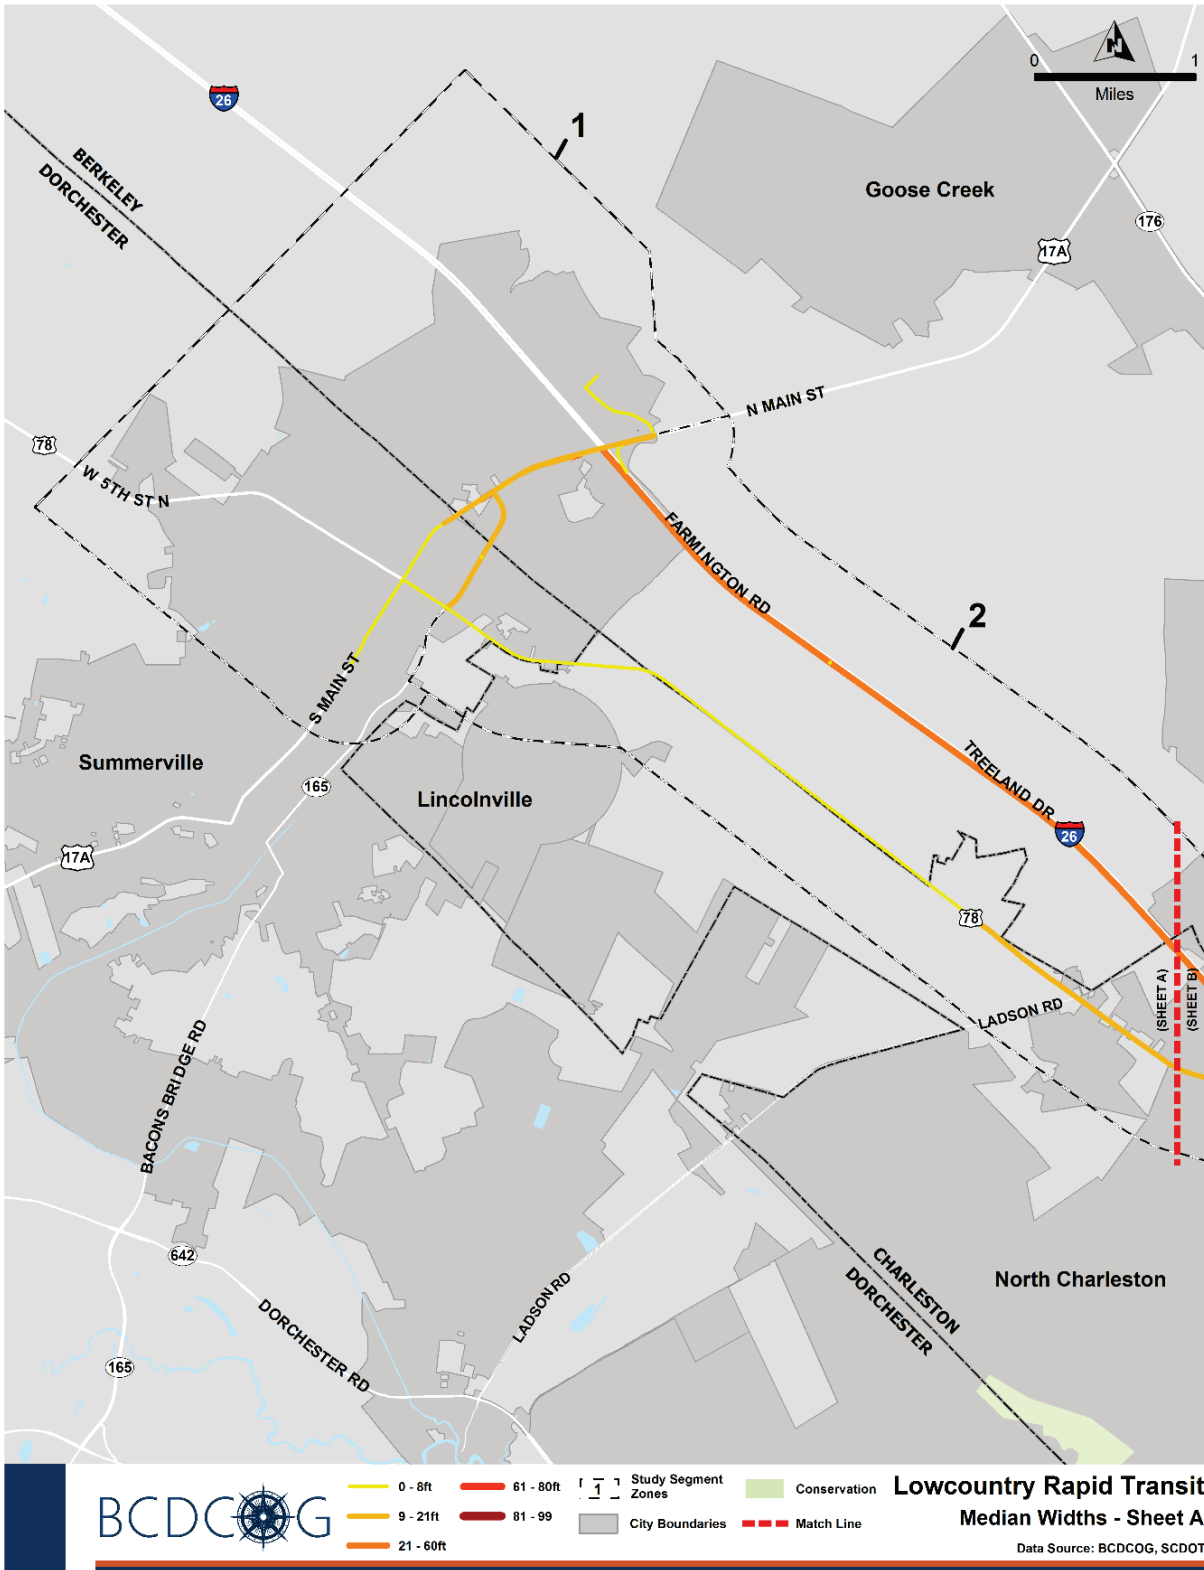 N
0 1
Miles
26
1
BERKELEY
DORCHESTER
Goose Creek
176
17A
N MAIN ST
78
W 5TH ST N
FARMINGTON RD
2
S MAIN ST
TREELAND DR
Summerville
165
Lincolnville
26
17A
78
(SHEET A)
(SHEET B)
LADSON RD
BACONS BRIDGE RD
642
CHARLESTON
DORCHESTER
North Charleston
LADSON RD
DORCHESTER RD
165
BCDCOG
0 - 8ft
9 - 21ft
21 - 60ft
61 - 80ft
81 - 99
1
Study Segment
Zones
City Boundaries
Conservation
Match Line
Lowcountry Rapid Transit
Median Widths - Sheet A
Data Source: BCDCOG, SCDOT